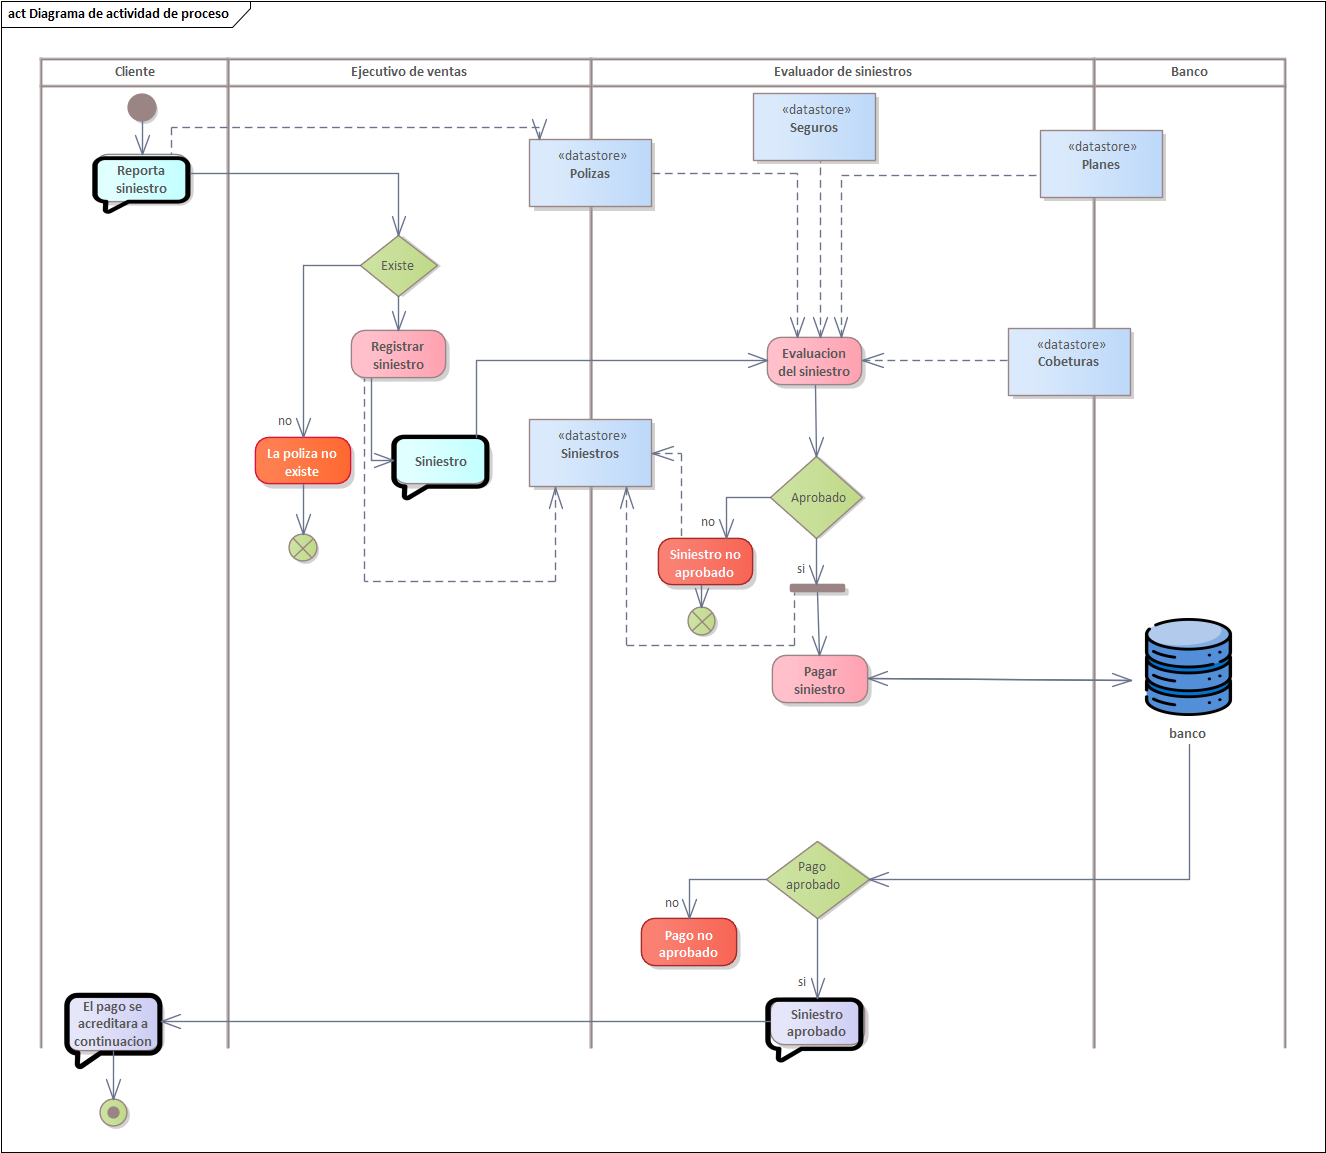 act Diagrama de actividad de proceso
Cliente
Ejecutivo de ventas
Evaluador de siniestros
Banco
«datastore»
Seguros
«datastore»
Polizas
«datastore»
Planes
Reporta
siniestro
Existe
Registrar
siniestro
Evaluacion
del siniestro
«datastore»
Cobeturas
no
La poliza no
existe
Siniestro
«datastore»
Siniestros
Aprobado
no
Siniestro no
aprobado
si
Pagar
siniestro
banco
Pago
aprobado
no
Pago no
aprobado
si
Siniestro
aprobado
El pago se
acreditara a
continuacion